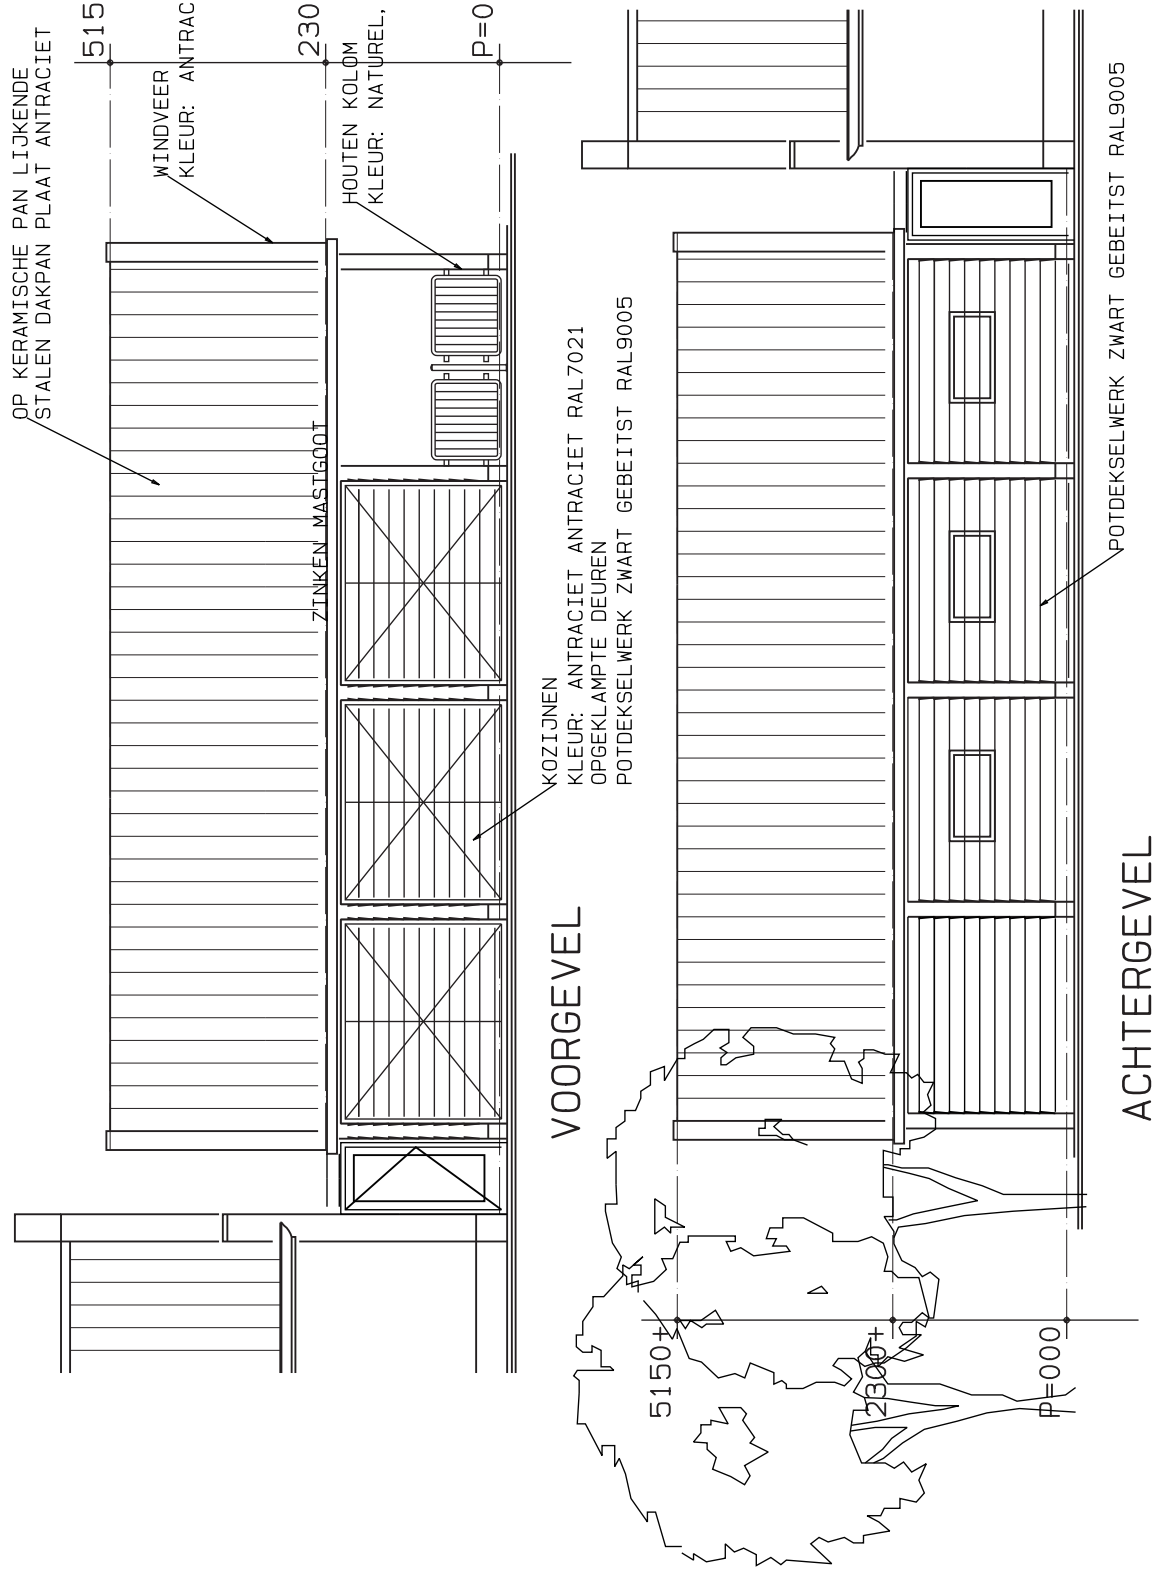 OP KERAMISCHE PAN LIJKENDE
STALEN DAKPAN PLAAT ANTRACIET
515
WINDVEER
KLEUR: ANTRAC
230
ZINKEN MASTGOOT
HOUTEN KOLOM
KLEUR: NATUREL,
P=0
KOZIJNEN
KLEUR: ANTRACIET ANTRACIET RAL7021
OPGEKLAMPTE DEUREN
POTDEKSELWERK ZWART GEBEITST RAL9005
VOORGEVEL
5150+
2300+
P=000
POTDEKSELWERK ZWART GEBEITST RAL9005
ACHTERGEVEL